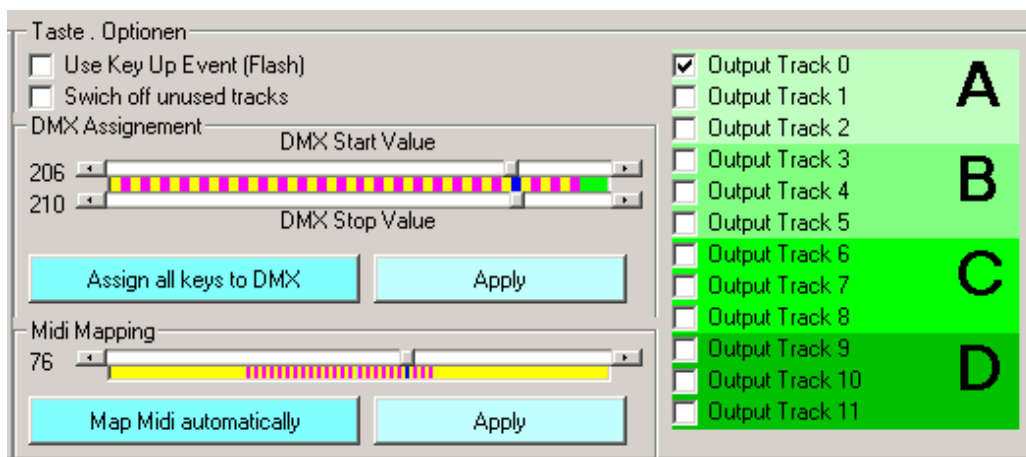 Taste . Optionen
Use Key Up Event (Flash)
Swich off unused tracks
DMX Assignement
DMX Start Value
206
210
DMX Stop Value
Assign all keys to DMX
Apply
Midi Mapping
76
Map Midi automatically
Apply
Output Track 0
Output Track 1
Output Track 2
A
Output Track 3
Output Track 4
Output Track 5
B
Output Track 6
Output Track 7
Output Track 8
C
Output Track 9
Output Track 10
Output Track 11
D